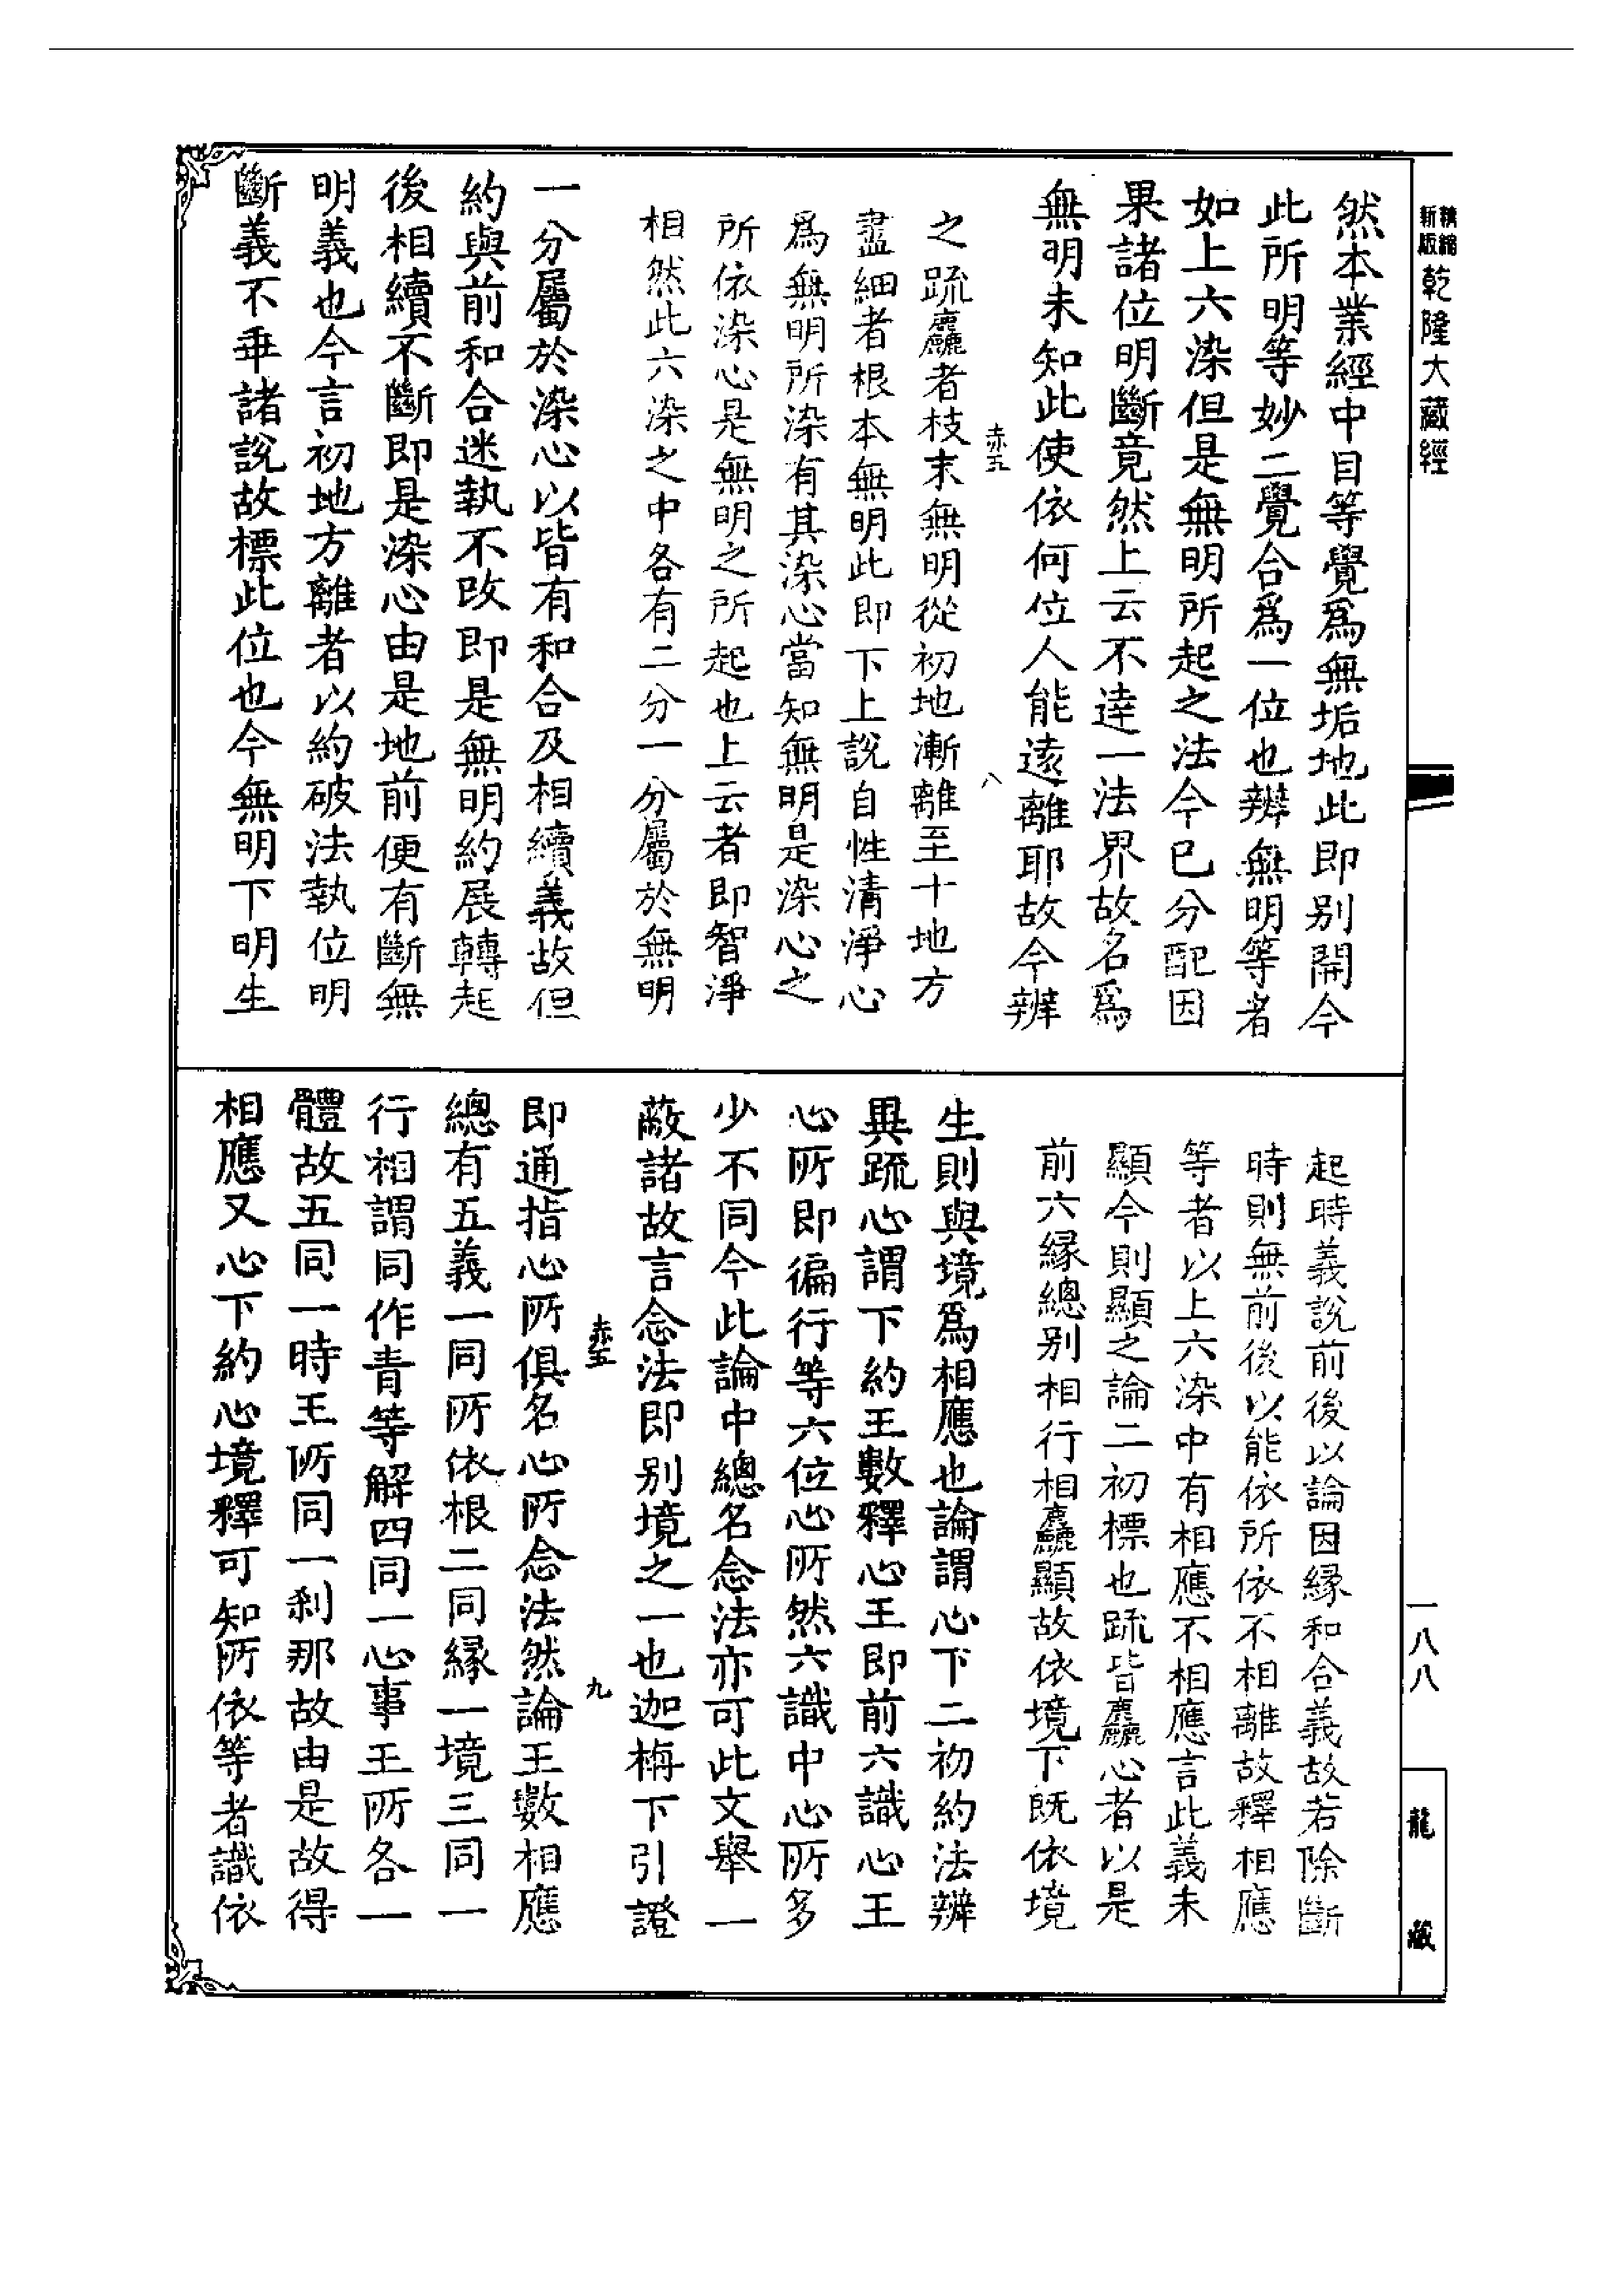 精縮
新版
乾隆大藏經
然本業經中目等覺爲無垢地此即别開今
此所明等妙二覺合爲一位也辨無明等者
如上六染但是無明所起之法今已分配因
果諸位明斷竟然上云不達一法界故名爲
無明未知此使依何位人能遠離耶故今辨
赤五
八
之疏麤者枝末無明從初地漸離至十地方
盡細者根本無明此即下上說自性清淨心
爲無明所染有其染心當知無明是染心之
所依染心是無明之所起也上云者即智淨
相然此六染之中各有二分一分屬於無明
一分屬於染心以皆有和合及相續義故但
約與前和合迷執不改即是無明約展轉起
後相續不斷即是染心由是地前便有斷無
明義也今言初地方離者以約破法執位明
斷義不乖諸說故標此位也今無明下明生
起時義說前後以論因緣和合義故若除斷
時則無前後以能依所依不相離故釋相應
等者以上六染中有相應不相應言此義未
顯今則顯之論二初標也疏皆麤心者以是
前六緣總别相行相麤顯故依境下既依境
生則與境爲相應也論謂心下二初約法辨
異疏心謂下約王數釋心王即前六識心王
心所即徧行等六位心所然六識中心所多
少不同今此論中總名念法亦可此文舉一
蔽諸故言念法即别境之一也迦栴下引證
赤五
九
即通指心所俱名心所念法然論王數相應
總有五義一同所依根二同緣一境三同一
行相謂同作青等解四同一心事王所各一
體故五同一時王所同一刹那故由是故得
相應又心下約心境釋可知所依等者識依
一八八
龍藏